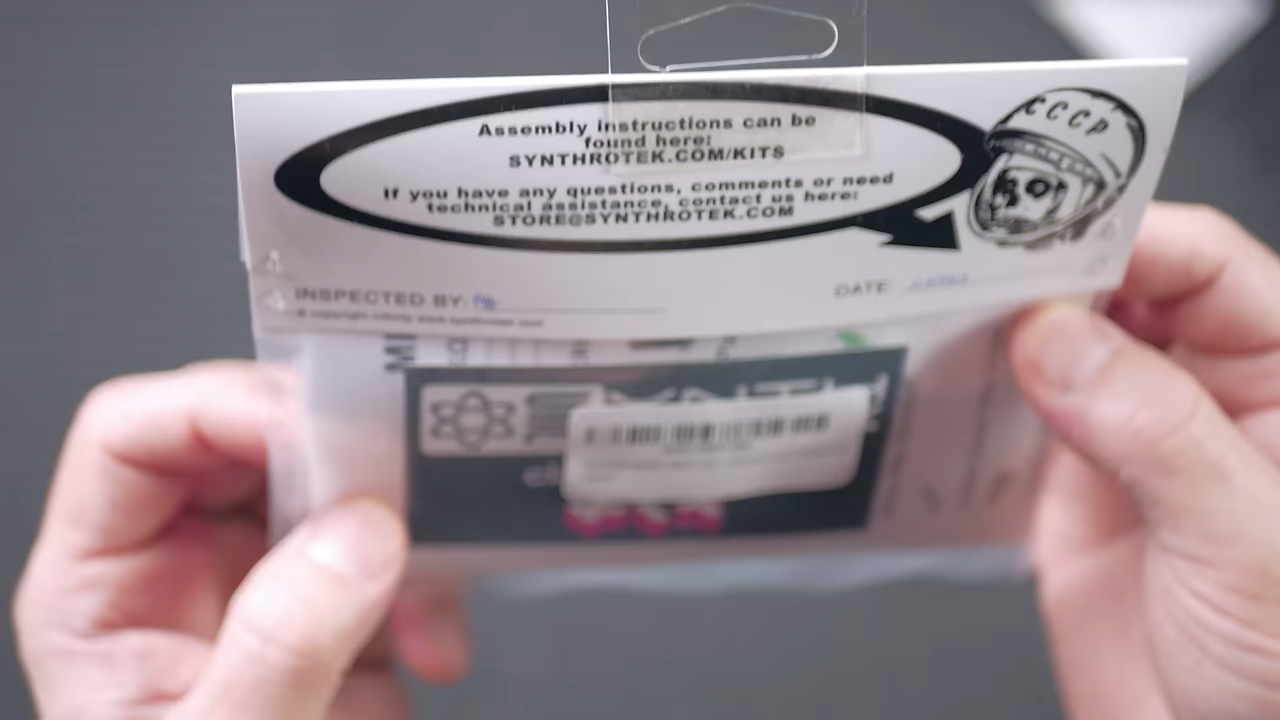 Assembly instructions can be
found here:
SYNTHROTEK.COM/KITS
If you have any questions, comments or need
technical assistance, contact us here:
STORE@SYNTHROTEK.COM
CCCP
INSPECTED BY:
DATE: